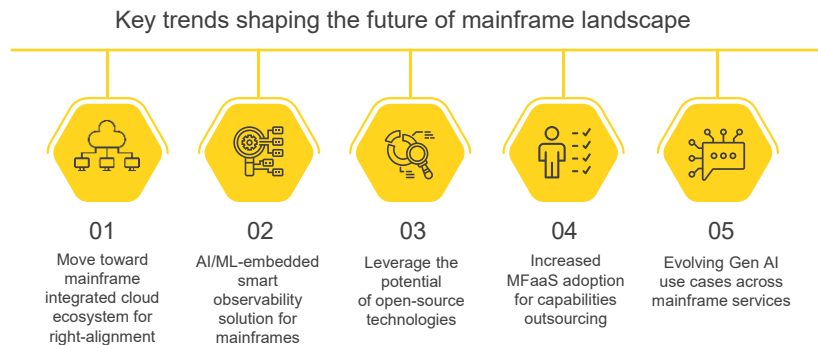 Key trends shaping the future of mainframe landscape
01
Move toward
mainframe
integrated cloud
ecosystem for
right-alignment
02
AI/ML-embedded
smart
observability
solution for
mainframes
03
Leverage the
potential
of open-source
technologies
04
Increased
MFaaS adoption
for capabilities
outsourcing
05
Evolving Gen AI
use cases across
mainframe services